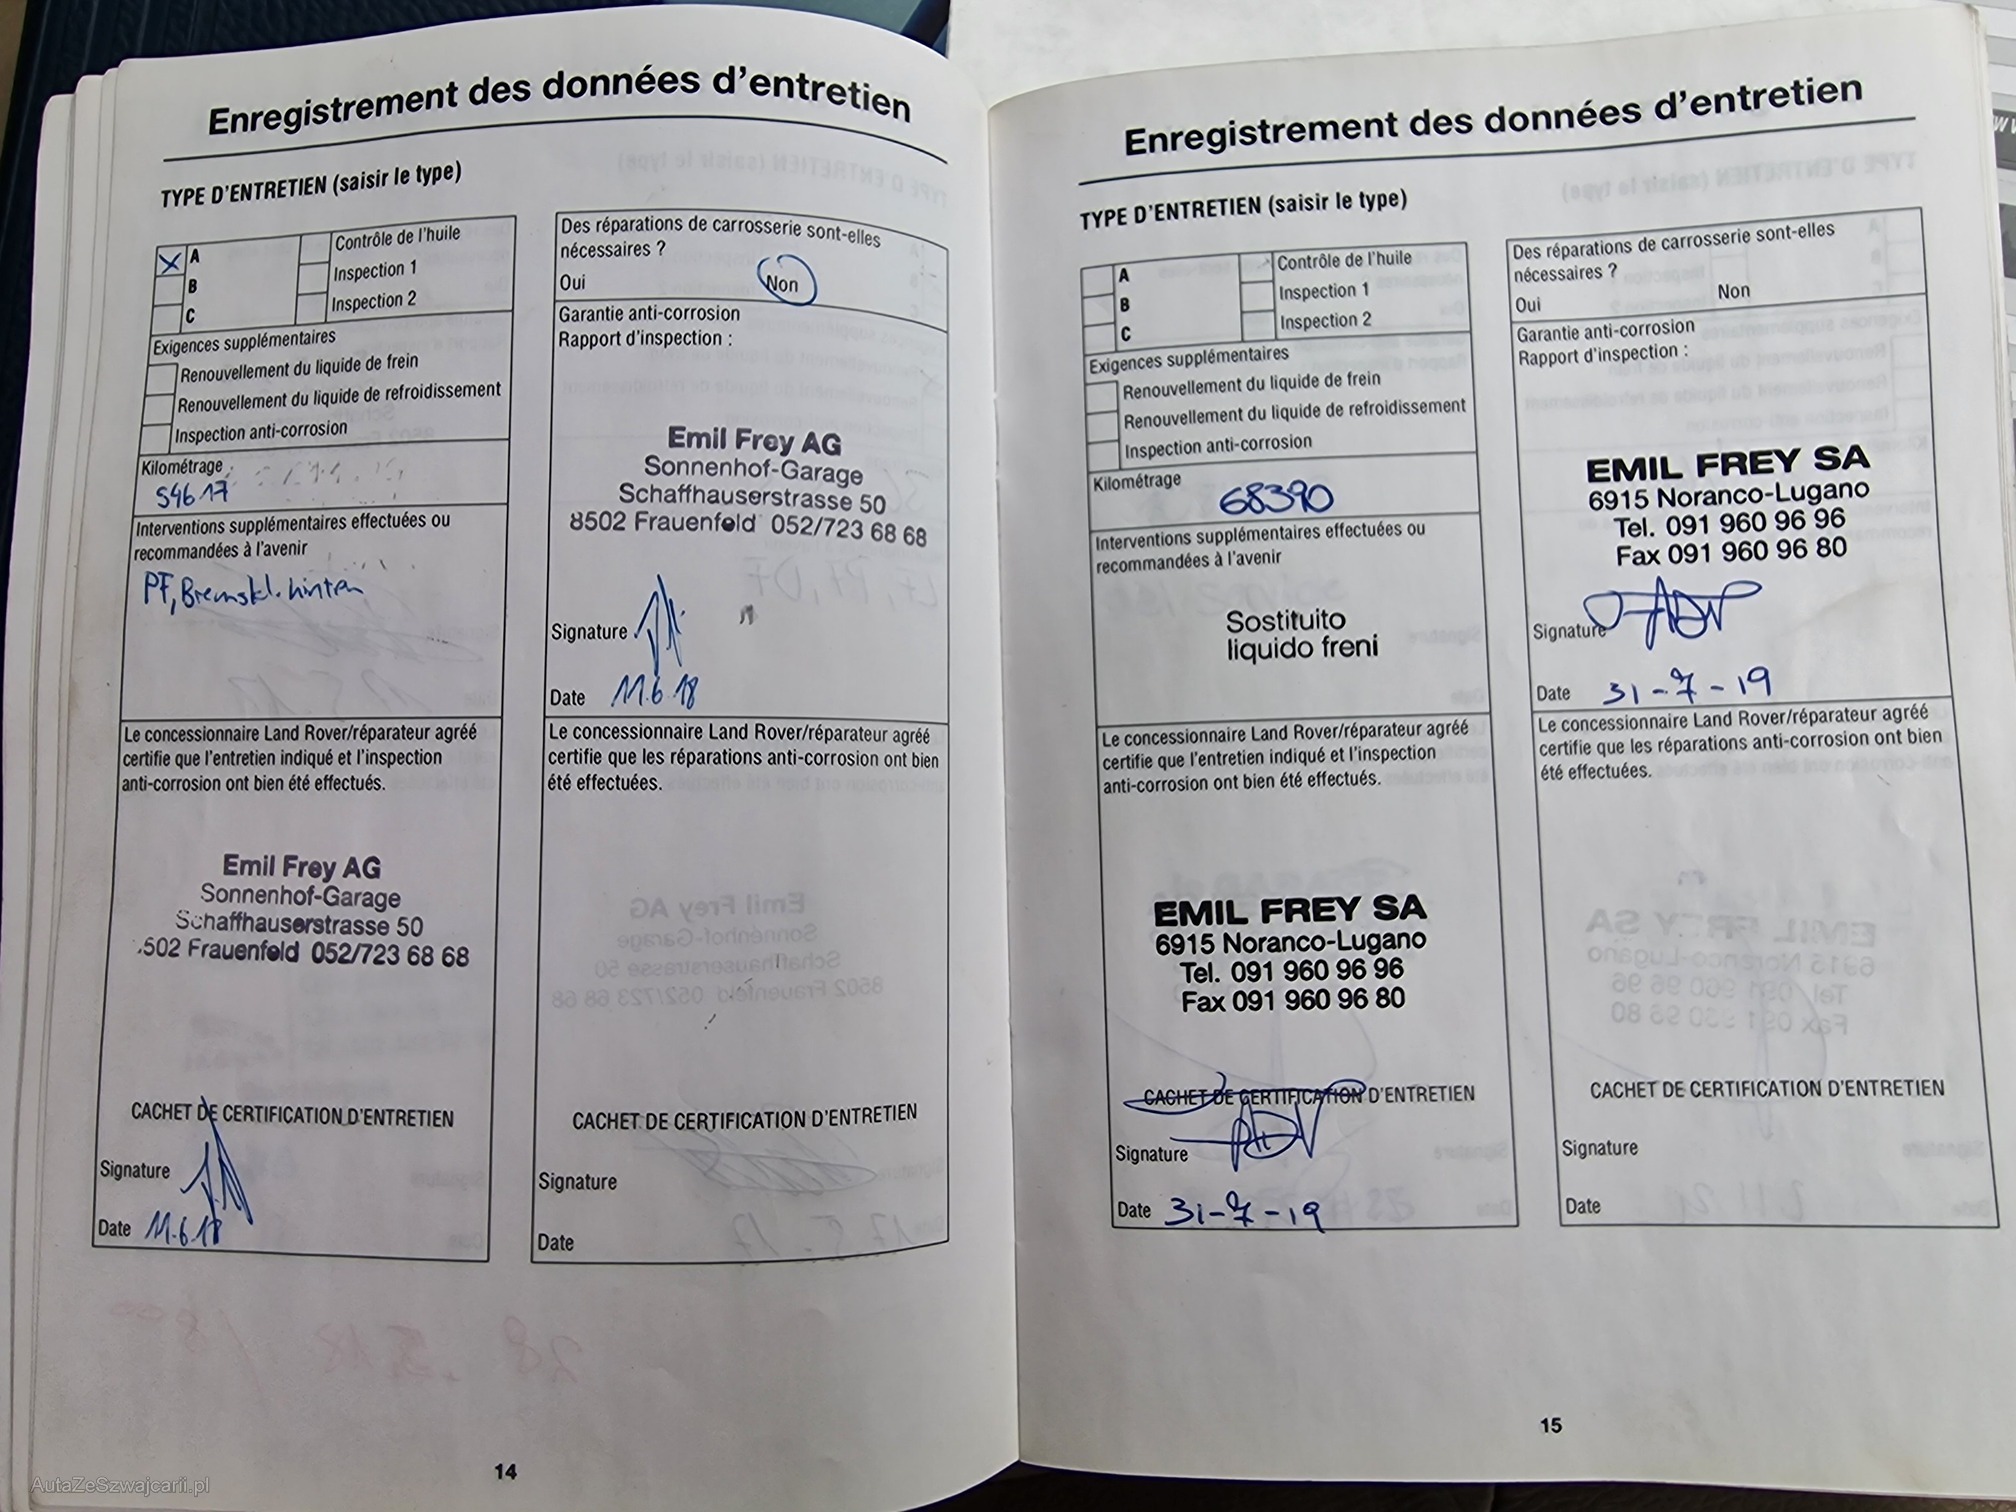 Enregistrement des données d'entretien
TYPE D'ENTRETIEN (saisir le type)
A
B
C
Contrôle de l'huile
Inspection 1
Inspection 2
Exigences supplémentaires
Renouvellement du liquide de frein
Renouvellement du liquide de refroidissement
Inspection anti-corrosion
Kilométrage
54617
Interventions supplémentaires effectuées ou
recommandées à l'avenir
PF, Bremskl. hinten
Le concessionnaire Land Rover/réparateur agréé
certifie que l'entretien indiqué et l'inspection
anti-corrosion ont bien été effectués.
Emil Frey AG
Sonnenhof-Garage
Schaffhauserstrasse 50
502 Frauenfeld 052/723 68 68
CACHET DE CERTIFICATION D'ENTRETIEN
Signature
Date 11.6.18
Des réparations de carrosserie sont-elles
nécessaires ?
Oui Non
Garantie anti-corrosion
Rapport d'inspection :
Emil Frey AG
Sonnenhof-Garage
Schaffhauserstrasse 50
8502 Frauenfeld 052/723 68 68
Signature
Date 11.6.18
Le concessionnaire Land Rover/réparateur agréé
certifie que les réparations anti-corrosion ont bien
été effectuées.
CACHET DE CERTIFICATION D'ENTRETIEN
Signature
Date
14
Enregistrement des données d'entretien
TYPE D'ENTRETIEN (saisir le type)
A
B
C
Contrôle de l'huile
Inspection 1
Inspection 2
Exigences supplémentaires
Renouvellement du liquide de frein
Renouvellement du liquide de refroidissement
Inspection anti-corrosion
Kilométrage
68390
Interventions supplémentaires effectuées ou
recommandées à l'avenir
Sostituito
liquido freni
Le concessionnaire Land Rover/réparateur agréé
certifie que l'entretien indiqué et l'inspection
anti-corrosion ont bien été effectués.
EMIL FREY SA
6915 Noranco-Lugano
Tel. 091 960 96 96
Fax 091 960 96 80
CACHET DE CERTIFICATION D'ENTRETIEN
Signature
Date 31-7-19
Des réparations de carrosserie sont-elles
nécessaires ?
Oui Non
Garantie anti-corrosion
Rapport d'inspection :
EMIL FREY SA
6915 Noranco-Lugano
Tel. 091 960 96 96
Fax 091 960 96 80
Signature
Date 31-7-19
Le concessionnaire Land Rover/réparateur agréé
certifie que les réparations anti-corrosion ont bien
été effectuées.
CACHET DE CERTIFICATION D'ENTRETIEN
Signature
Date
15
AutaZeSzwajcarii.pl